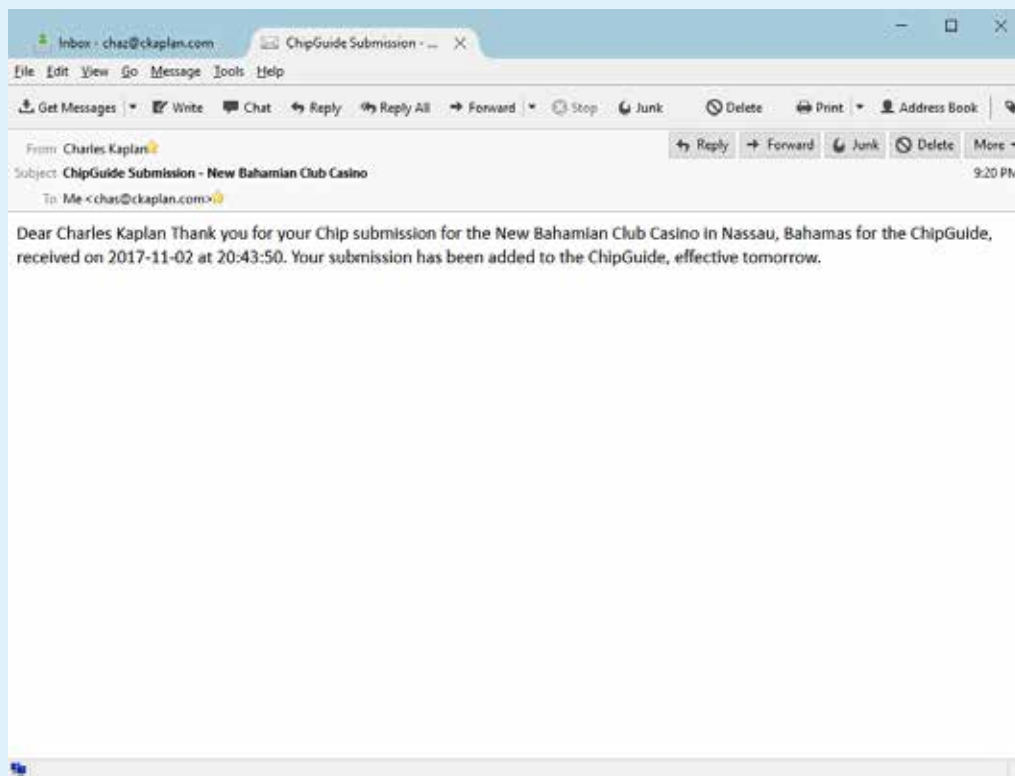 Inbox - chaz@ckaplan.com ChipGuide Submission - ...
File Edit View Go Message Tools Help
Get Messages Write Chat Reply Reply All Forward Stop Junk Delete Print Address Book
From Charles Kaplan Reply Forward Junk Delete More
Subject ChipGuide Submission - New Bahamian Club Casino 9:20 PM
To Me <chas@ckaplan.com>
Dear Charles Kaplan Thank you for your Chip submission for the New Bahamian Club Casino in Nassau, Bahamas for the ChipGuide,
received on 2017-11-02 at 20:43:50. Your submission has been added to the ChipGuide, effective tomorrow.